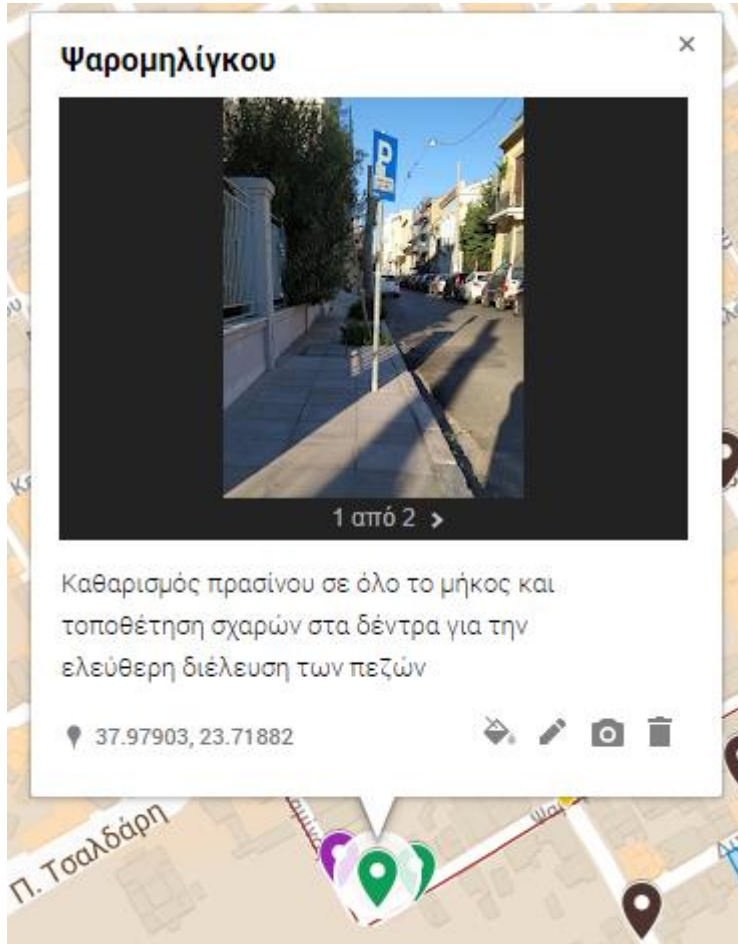 Ψαρομηλίγκου
P
1 από 2
Καθαρισμός πρασίνου σε όλο το μήκος και
τοποθέτηση σχαρών στα δέντρα για την
ελεύθερη διέλευση των πεζών
37.97903, 23.71882
Π. Τσαλδάρη